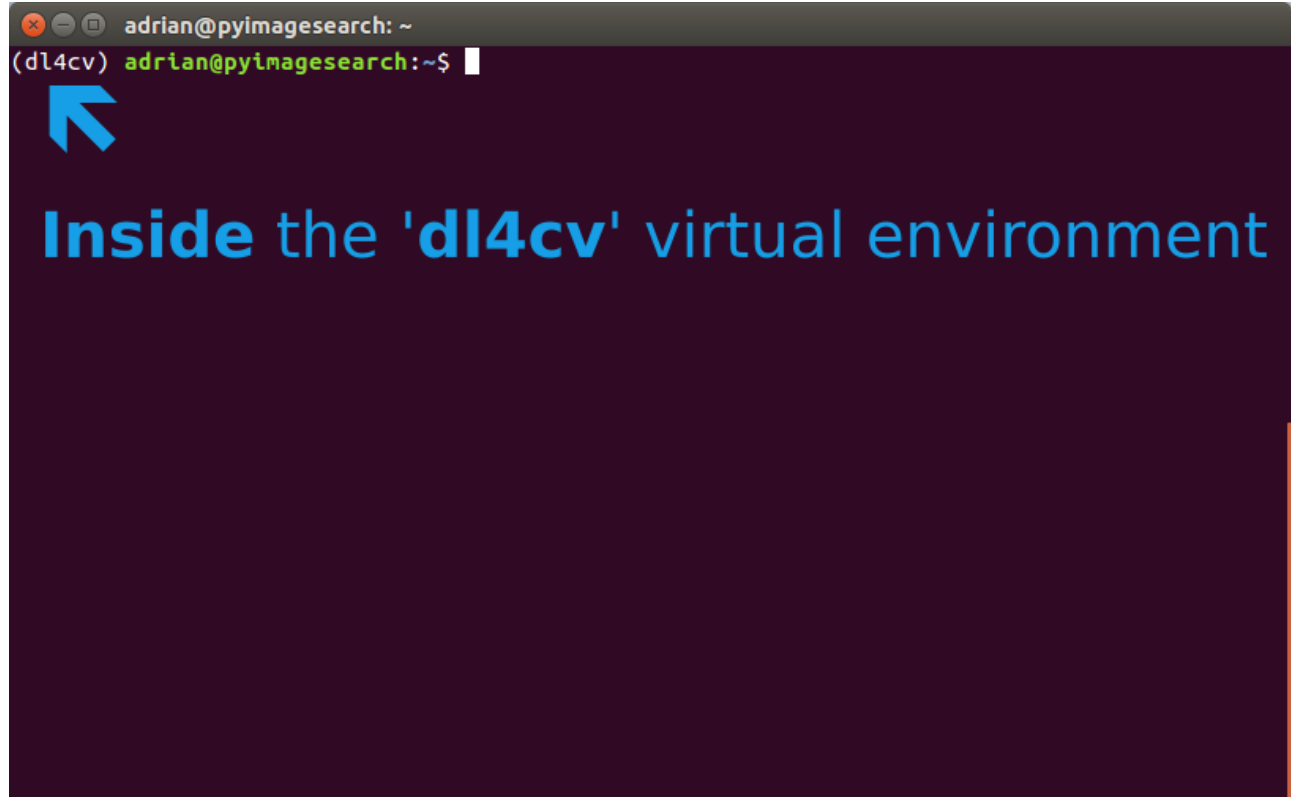 adrian@pyimagesearch: ~
(dl4cv) adrian@pyimagesearch:~$
Inside the 'dl4cv' virtual environment